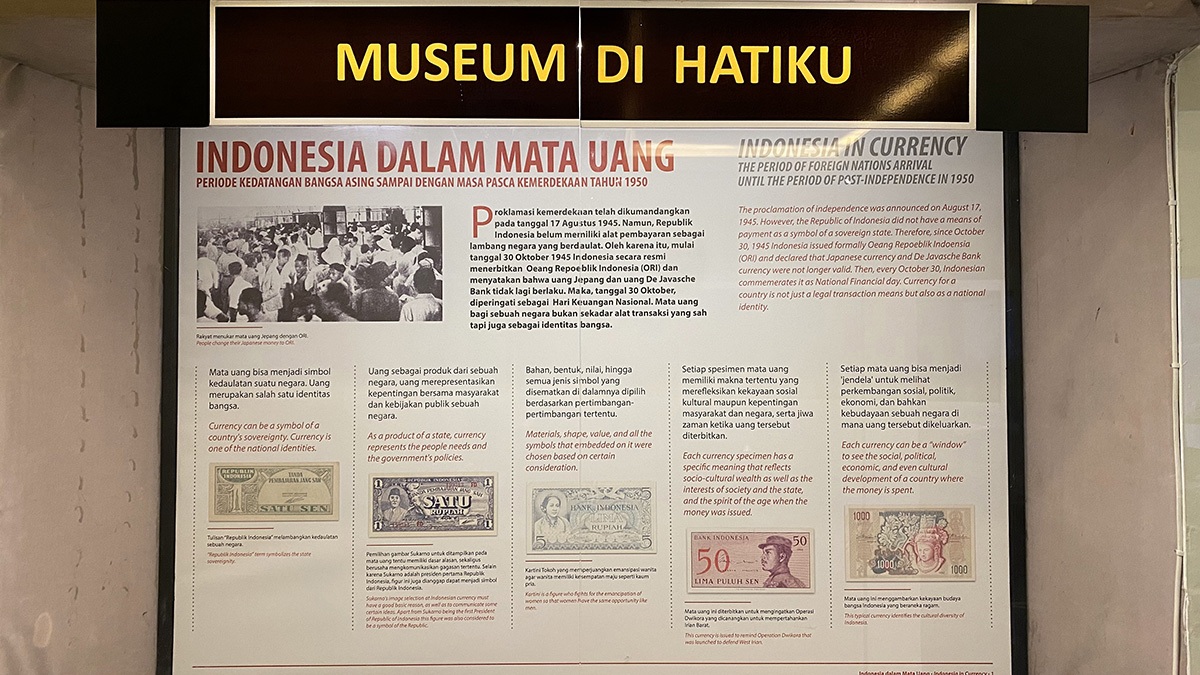 MUSEUM DI HATIKU
INDONESIA DALAM MATA UANG
PERIODE KEDATANGAN BANGSA ASING SAMPAI DENGAN MASA PASCA KEMERDEKAAN TAHUN 1950
INDONESIA IN CURRENCY
THE PERIOD OF FOREIGN NATIONS ARRIVAL
UNTIL THE PERIOD OF POST-INDEPENDENCE IN 1950
Proklamasi kemerdekaan telah dikumandangkan
pada tanggal 17 Agustus 1945. Namun, Republik
Indonesia belum memiliki alat pembayaran sebagai
lambang negara yang berdaulat. Oleh karena itu, mulai
tanggal 30 Oktober 1945 Indonesia secara resmi
menerbitkan Oeang Repoeblik Indonesia (ORI) dan
menyatakan bahwa uang Jepang dan uang De Javasche
Bank tidak lagi berlaku. Maka, tanggal 30 Oktober,
diperingati sebagai Hari Keuangan Nasional. Mata uang
bagi sebuah negara bukan sekadar alat transaksi yang sah
tapi juga sebagai identitas bangsa.
The proclamation of independence was announced on August 17,
1945. However, the Republic of Indonesia did not have a means of
payment as a symbol of a sovereign state. Therefore, since October
30, 1945 Indonesia issued formally Oeang Repoeblik Indoensia
(ORI) and declared that Japanese currency and De Javasche Bank
currency were not longer valid. Then, every October 30, Indonesian
commemorates it as National Financial day. Currency for a
country is not just a legal transaction means but also as a national
identity.
Rakyat menukar mata uang Jepang dengan ORI.
People change their Japanese money to ORI.
Mata uang bisa menjadi simbol
kedaulatan suatu negara. Uang
merupakan salah satu identitas
bangsa.
Currency can be a symbol of a
country's sovereignty. Currency is
one of the national identities.
REPUBLIK
INDONESIA
1
TANDA
PEMBAJARAN JANG SAH
SATU SEN
Tulisan "Republik Indonesia" melambangkan kedaulatan
sebuah negara.
"Republik Indonesia" term symbolizes the state
sovereignty.
Uang sebagai produk dari sebuah
negara, uang merepresentasikan
kepentingan bersama masyarakat
dan kebijakan publik sebuah
negara.
As a product of a state, currency
represents the people needs and
the government's policies.
REPUBLIK INDONESIA
SATU
RUPIAH
1
1
Pemilihan gambar Sukarno untuk ditampilkan pada
mata uang tentu memiliki dasar alasan, sekaligus
berusaha mengkomunikasikan gagasan tertentu. Selain
karena Sukarno adalah presiden pertama Republik
Indonesia, figur ini juga dianggap dapat menjadi simbol
dari Republik Indonesia.
Sukarno's image selection at Indonesian currency must
have a good basic reason, as well as to communicate some
certain ideas. Apart from Sukarno being the first President
of Republic of Indonesia this figure was also considered to
be a symbol of the Republic.
Bahan, bentuk, nilai, hingga
semua jenis simbol yang
disematkan di dalamnya dipilih
berdasarkan pertimbangan-
pertimbangan tertentu.
Materials, shape, value, and all the
symbols that embedded on it were
chosen based on certain
consideration.
5
5
BANK INDONESIA
LIMA
RUPIAH
5
5
Kartini Tokoh yang memperjuangkan emansipasi wanita
agar wanita memiliki kesempatan maju seperti kaum
pria.
Kartini is a figure who fights for the emancipation of
women so that women have the same opportunity like
men.
Setiap spesimen mata uang
memiliki makna tertentu yang
merefleksikan kekayaan sosial
kultural maupun kepentingan
masyarakat dan negara, serta jiwa
zaman ketika uang tersebut
diterbitkan.
Each currency specimen has a
specific meaning that reflects
socio-cultural wealth as well as the
interests of society and the state,
and the spirit of the age when the
money was issued.
BANK INDONESIA
50
50
LIMA PULUH SEN
Mata uang ini diterbitkan untuk mengingatkan Operasi
Dwikora yang dicanangkan untuk mempertahankan
Irian Barat.
This currency is issued to remind Operation Dwikora that
was launched to defend West Irian.
Setiap mata uang bisa menjadi
'jendela' untuk melihat
perkembangan sosial, politik,
ekonomi, dan bahkan
kebudayaan sebuah negara di
mana uang tersebut dikeluarkan.
Each currency can be a "window"
to see the social, political,
economic, and even cultural
development of a country where
the money is spent.
1000
1000
Mata uang ini menggambarkan kekayaan budaya
bangsa Indonesia yang beraneka ragam.
This typical currency identifies the cultural diversity of
Indonesia.
Indonesia dalam Mata Uang - Indonesia in Currency - 1